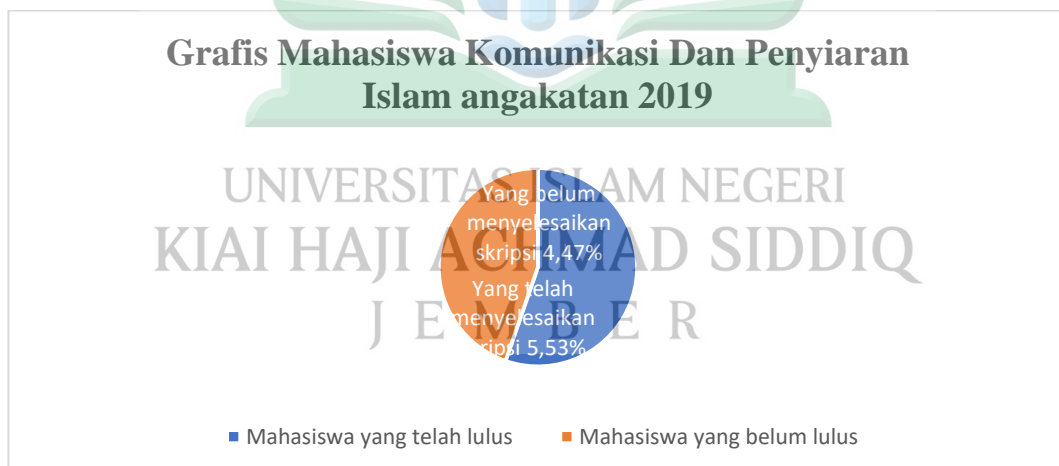 Grafis Mahasiswa Komunikasi Dan Penyiaran
Islam angakatan 2019
UNIVERSITAS ISLAM NEGERI
KIAI HAJI ACHMAD SIDDIQ
JEMBER
Yang belum
menyelesaikan
skripsi 4,47%
Yang telah
menyelesaikan
skripsi 5,53%
Mahasiswa yang telah lulus
Mahasiswa yang belum lulus